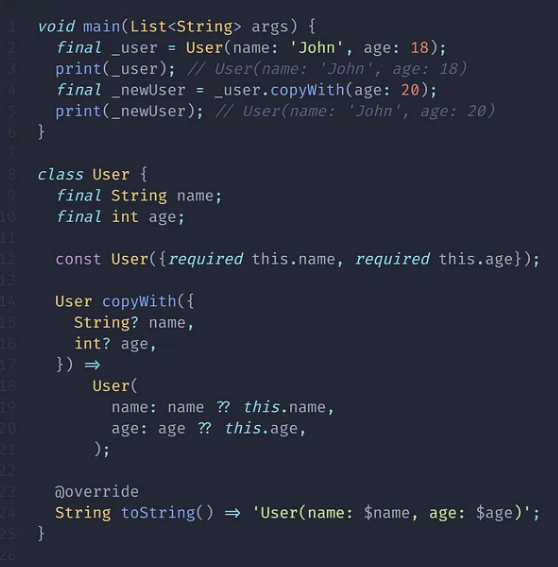 1 void main(List<String> args) {
2   final _user = User(name: 'John', age: 18);
3   print(_user); // User(name: 'John', age: 18)
4   final _newUser = _user.copyWith(age: 20);
5   print(_newUser); // User(name: 'John', age: 20)
6 }
7
8 class User {
9   final String name;
10   final int age;
11
12   const User({required this.name, required this.age});
13
14   User copyWith({
15     String? name,
16     int? age,
17   }) =>
18       User(
19         name: name ?? this.name,
20         age: age ?? this.age,
21       );
22
23   @override
24   String toString() => 'User(name: $name, age: $age)';
25 }
26